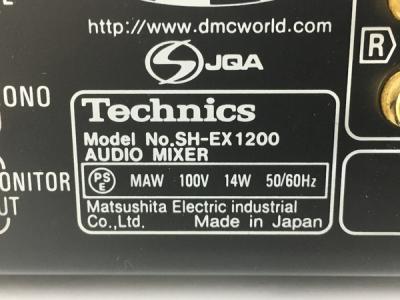 http://www.dmcworld.com/
S JQA
R
ONO
ONITOR
UT
Technics
Model No.SH-EX1200
AUDIO MIXER
PS E MAW 100V 14W 50/60Hz
Matsushita Electric industrial
Co.,Ltd. Made in Japan